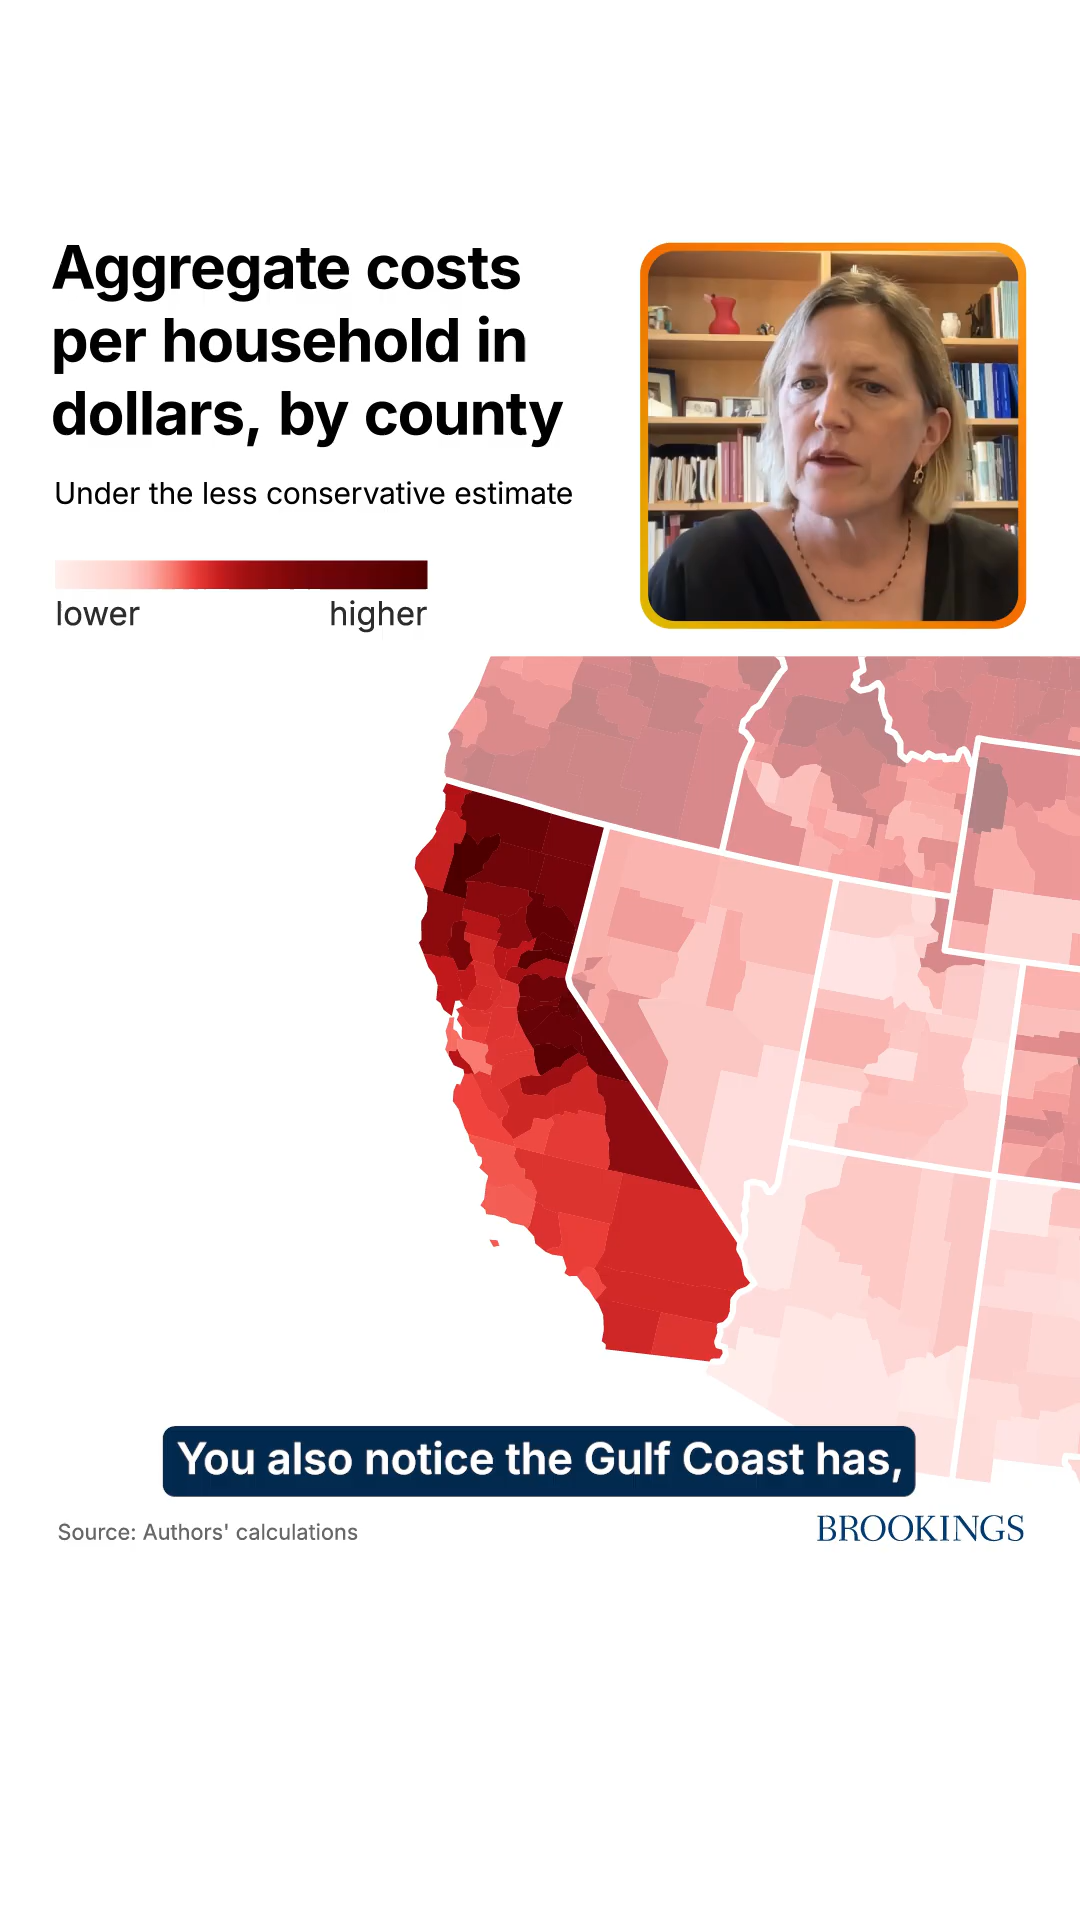 Aggregate costs
per household in
dollars, by county
Under the less conservative estimate
lower higher
You also notice the Gulf Coast has,
Source: Authors' calculations
BROOKINGS